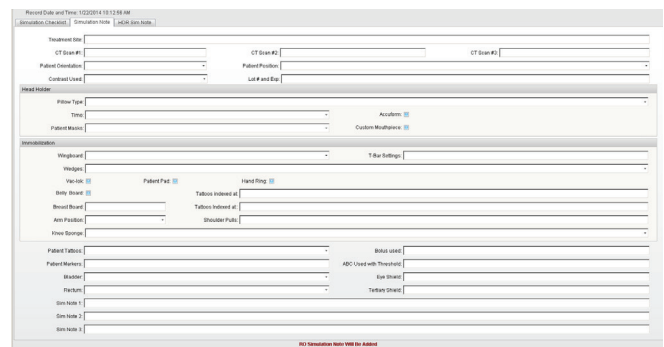 Record Date and Time: 1/22/2014 10:12:56 AM
Simulation Checklist Simulation Note HDR Sim Note
Treatment Site:
CT Scan #1: CT Scan #2: CT Scan #3:
Patient Orientation: Patient Position:
Contrast Used: Lot # and Exp:
Head Holder
Pillow Type:
Timo: Accuform:
Patient Masks: Custom Mouthpiece:
Immobilization
Wingboard: T-Bar Settings:
Wedges:
Vac-lok: Patient Pad: Hand Ring:
Belly Board: Tattoos indexed at:
Breast Board: Tattoos Indexed at:
Arm Position: Shoulder Pulls:
Knee Sponge:
Patient Tattoos: Bolus used:
Patient Markers: ABC Used with Threshold:
Bladder: Eye Shield:
Rectum: Tertiary Shield:
Sim Note 1:
Sim Note 2:
Sim Note 3:
RO Simulation Note Will Be Added